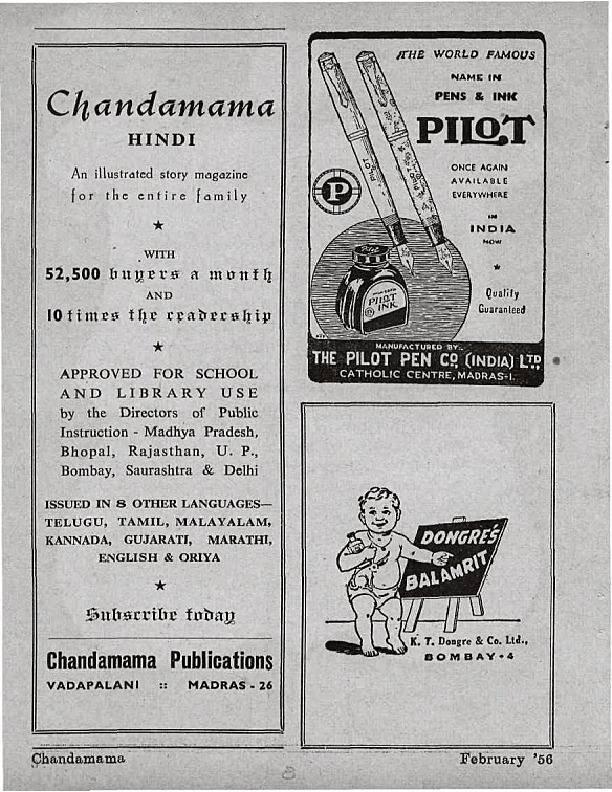 Chandamama
HINDI
An illustrated story magazine
for the entire family
★
WITH
52,500 buyers a month
AND
10 times the readership
★
APPROVED FOR SCHOOL
AND LIBRARY USE
by the Directors of Public
Instruction - Madhya Pradesh,
Bhopal, Rajasthan, U. P.,
Bombay, Saurashtra & Delhi
ISSUED IN 8 OTHER LANGUAGES—
TELUGU, TAMIL, MALAYALAM,
KANNADA, GUJARATI, MARATHI,
ENGLISH & ORIYA
★
Subscribe today
Chandamama Publications
VADAPALANI :: MADRAS - 26
THE WORLD FAMOUS
NAME IN
PENS & INK
PILOT
ONCE AGAIN
AVAILABLE
EVERYWHERE
IN
INDIA
NOW
★
Quality
Guaranteed
P
PILOT
Pilot
PILOT
INK
MANUFACTURED BY..
THE PILOT PEN CO. (INDIA) LTD.
CATHOLIC CENTRE, MADRAS-1.
DONGRE'S
BALAMRIT
K. T. Dongre & Co. Ltd.,
BOMBAY-4
Chandamama
February '56